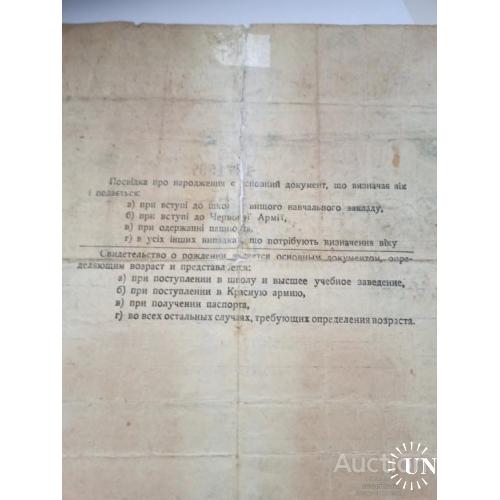 Посвідка про народження є основний документ, що визначає вік
і подається:
а) при вступі до школи вищого навчального закладу,
б) при вступі до Червоної Армії,
в) при одержанні пашпорта,
г) в усіх інших випадках, що потрібують визначення віку
Свидетельство о рождении является основным документом, опре-
деляющим возраст и представляется:
а) при поступлении в школу и высшее учебное заведение,
б) при поступлении в Красную армию,
в) при получении паспорта,
г) во всех остальных случаях, требующих определения возраста.
Auction
UN